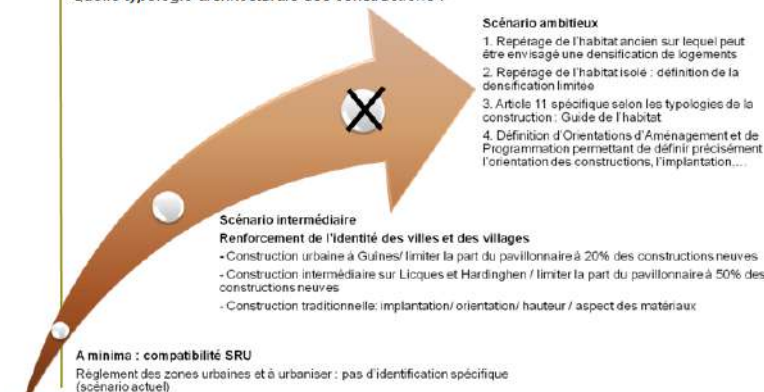 Quelle typologie architecturale des constructions ?
Scénario ambitieux
1. Repérage de l'habitat ancien sur lequel peut
être envisagé une densification de logements
2. Repérage de l'habitat isolé : définition de la
densification limitée
3. Article 11 spécifique selon les typologies de la
construction : Guide de l'habitat
4. Définition d'Orientations d'Aménagement et de
Programmation permettant de définir précisément
l'orientation des constructions, l'implantation,...
Scénario intermédiaire
Renforcement de l'identité des villes et des villages
- Construction urbaine à Guînes/ limiter la part du pavillonnaire à 20% des constructions neuves
- Construction intermédiaire sur Licques et Hardinghen / limiter la part du pavillonnaire à 50% des
constructions neuves
- Construction traditionnelle: implantation/ orientation/ hauteur / aspect des matériaux
A minima : compatibilité SRU
Règlement des zones urbaines et à urbaniser : pas d'identification spécifique
(scénario actuel)